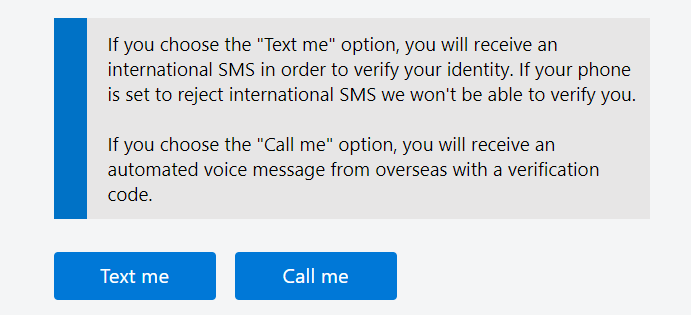 If you choose the "Text me" option, you will receive an
international SMS in order to verify your identity. If your phone
is set to reject international SMS we won't be able to verify you.
If you choose the "Call me" option, you will receive an
automated voice message from overseas with a verification
code.
Text me
Call me